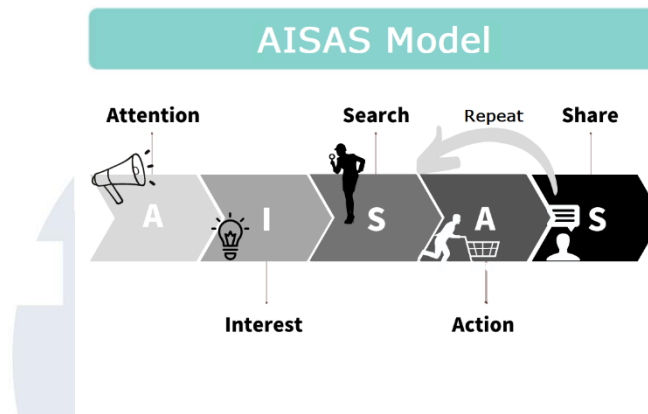 AISAS Model
Attention
Search
Repeat
Share
A
I
S
A
S
Interest
Action